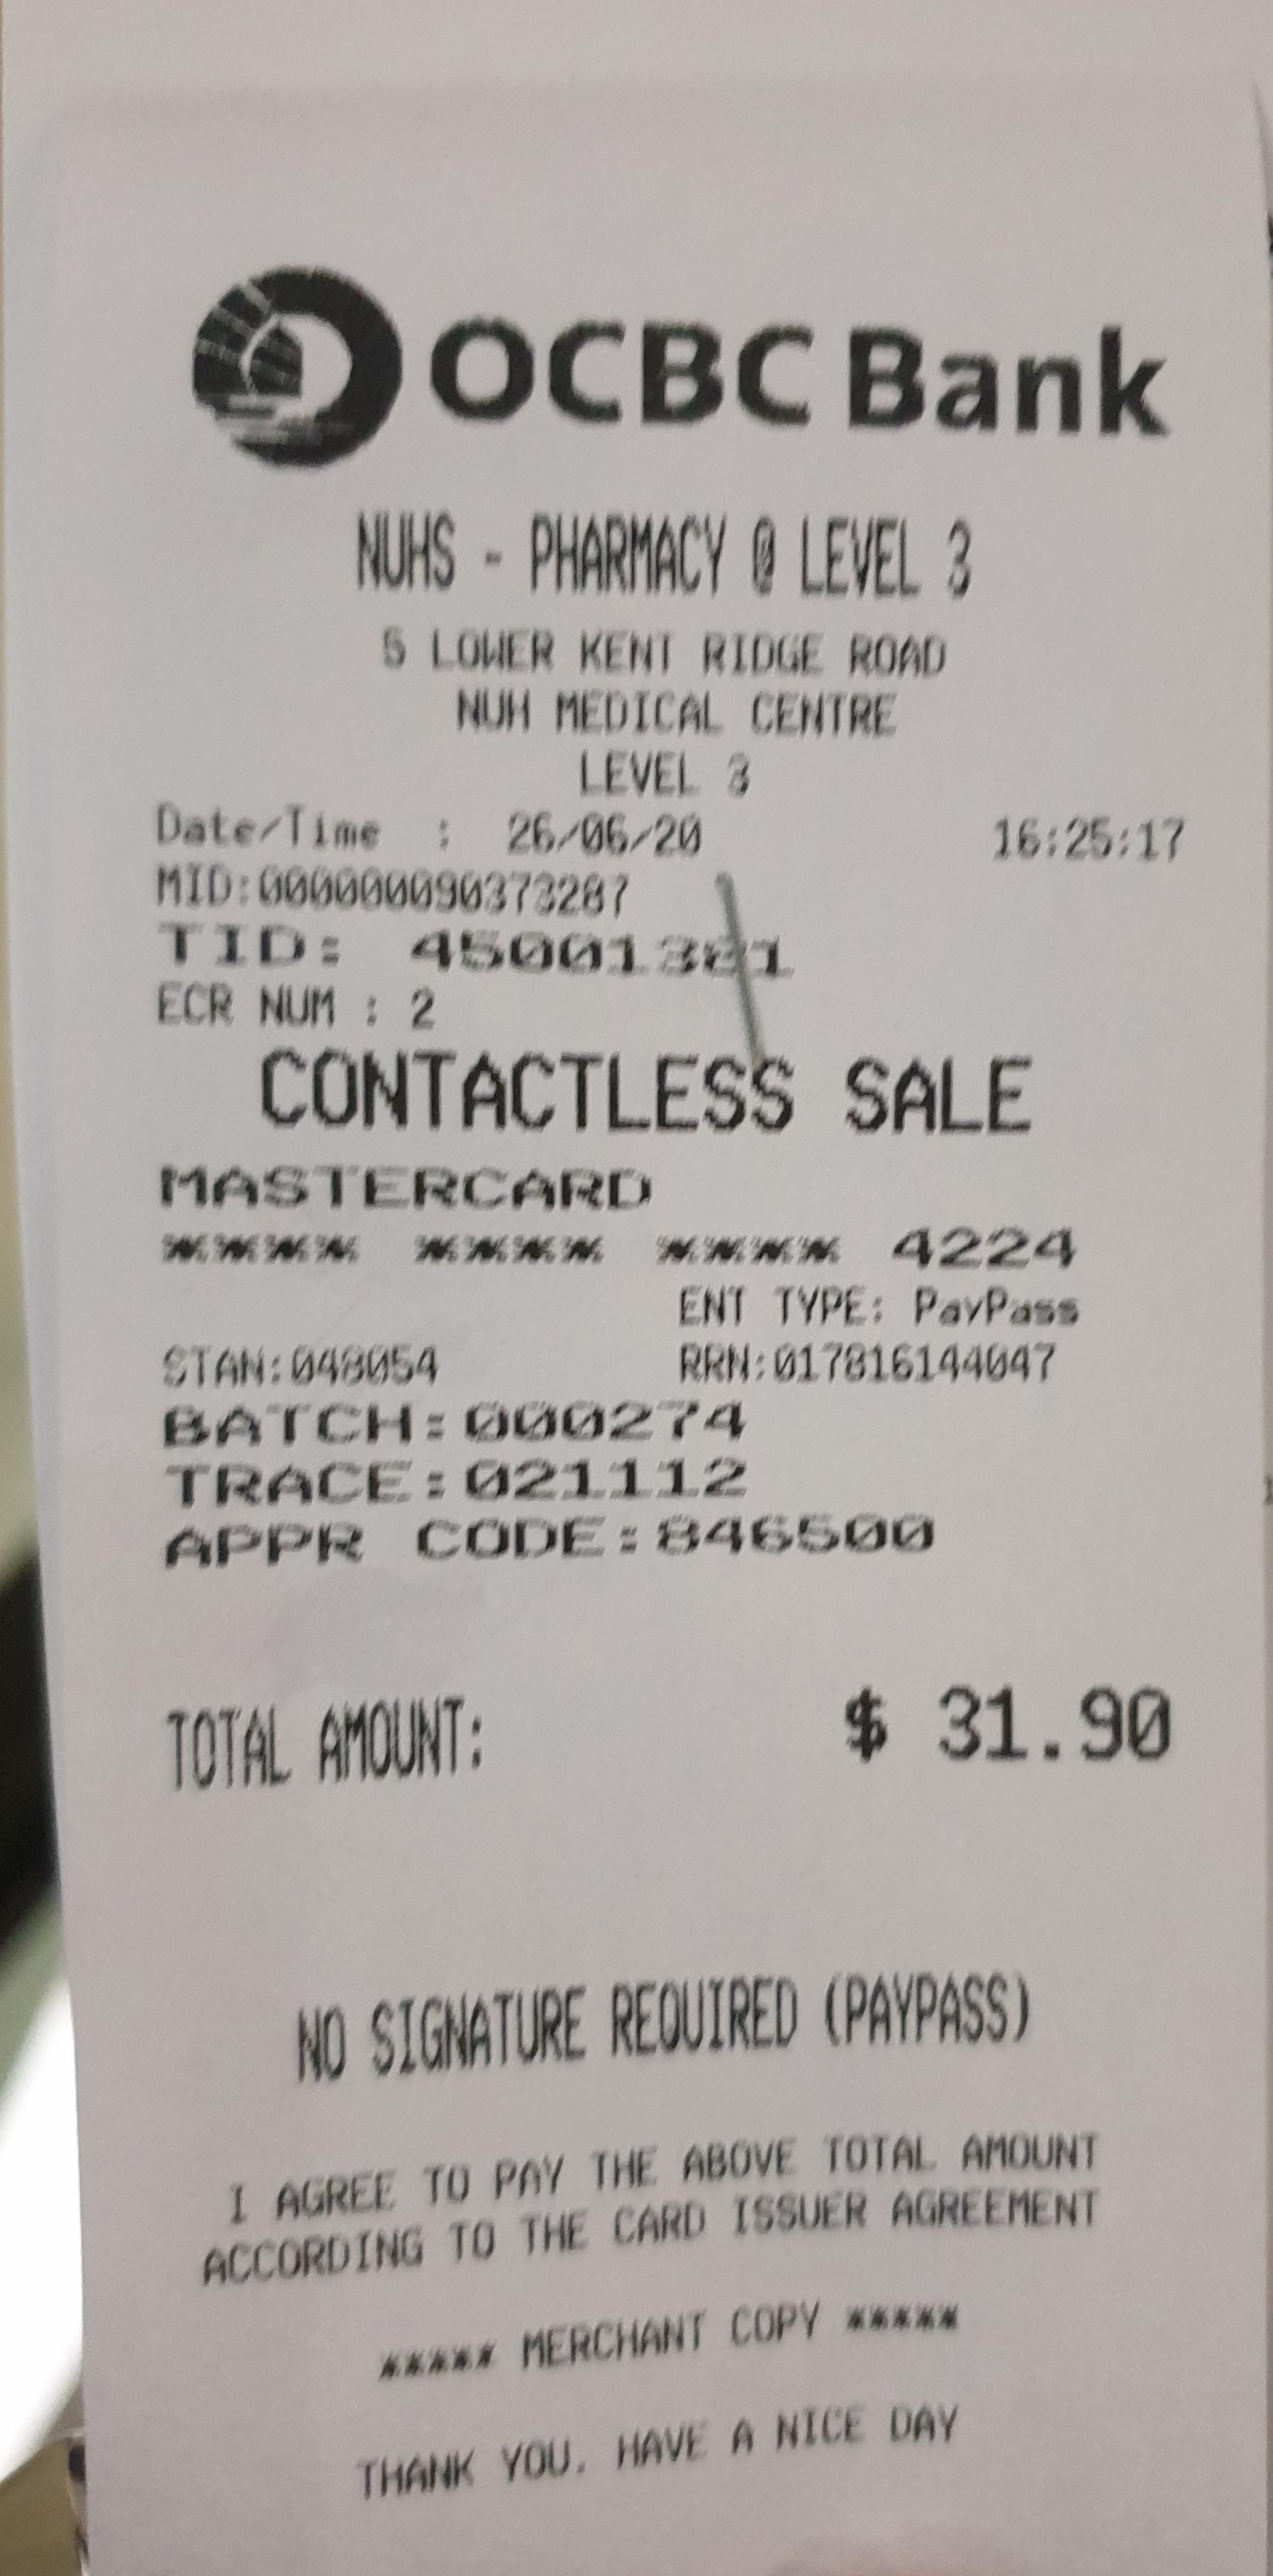 OCBC Bank
NUHS - PHARMACY @ LEVEL 3
5 LOWER KENT RIDGE ROAD
NUH MEDICAL CENTRE
LEVEL 3
Date/Time : 26/06/20 16:25:17
MID:000000090373287
TID: 45001381
ECR NUM : 2
CONTACTLESS SALE
MASTERCARD
**** **** **** 4224
ENT TYPE: PayPass
STAN:048054 RRN:017816144047
BATCH:000274
TRACE:021112
APPR CODE:846500
TOTAL AMOUNT: $ 31.90
NO SIGNATURE REQUIRED (PAYPASS)
I AGREE TO PAY THE ABOVE TOTAL AMOUNT
ACCORDING TO THE CARD ISSUER AGREEMENT
***** MERCHANT COPY *****
THANK YOU. HAVE A NICE DAY